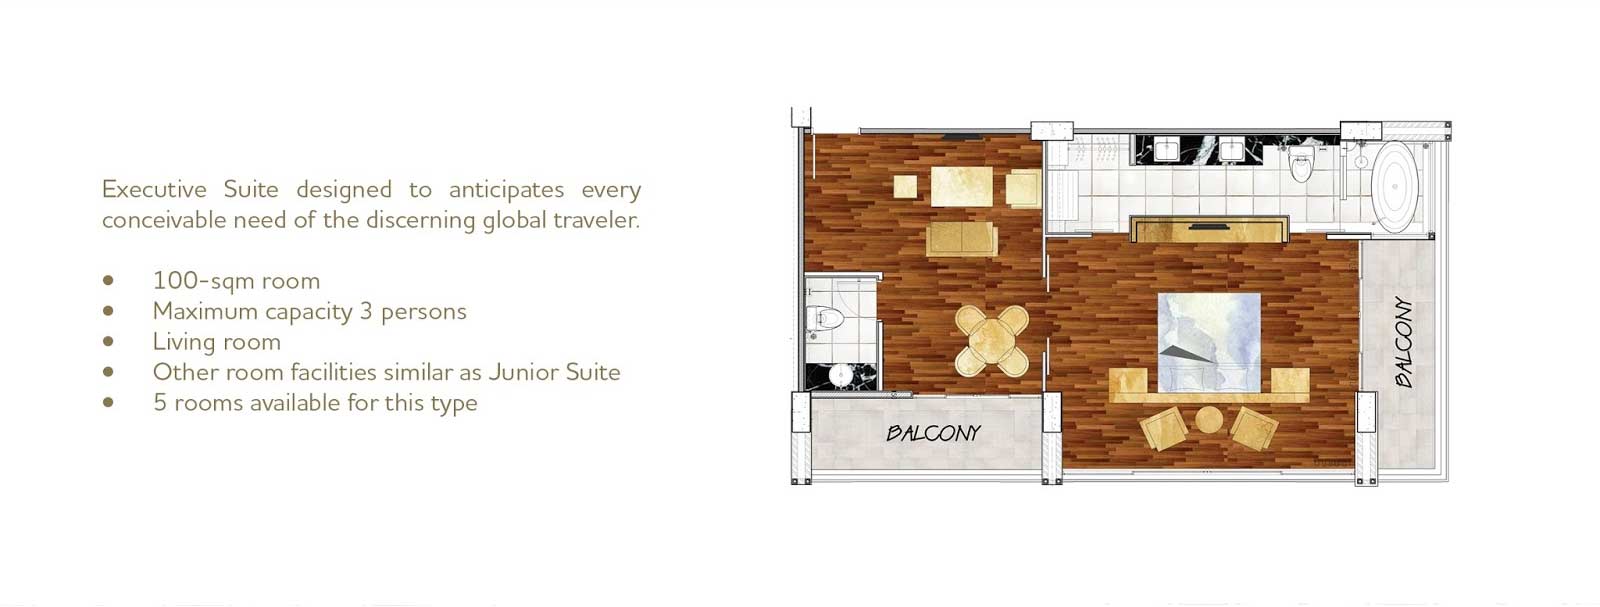 Executive Suite designed to anticipates every
conceivable need of the discerning global traveler.
• 100-sqm room
• Maximum capacity 3 persons
• Living room
• Other room facilities similar as Junior Suite
• 5 rooms available for this type
BALCONY
BALCONY